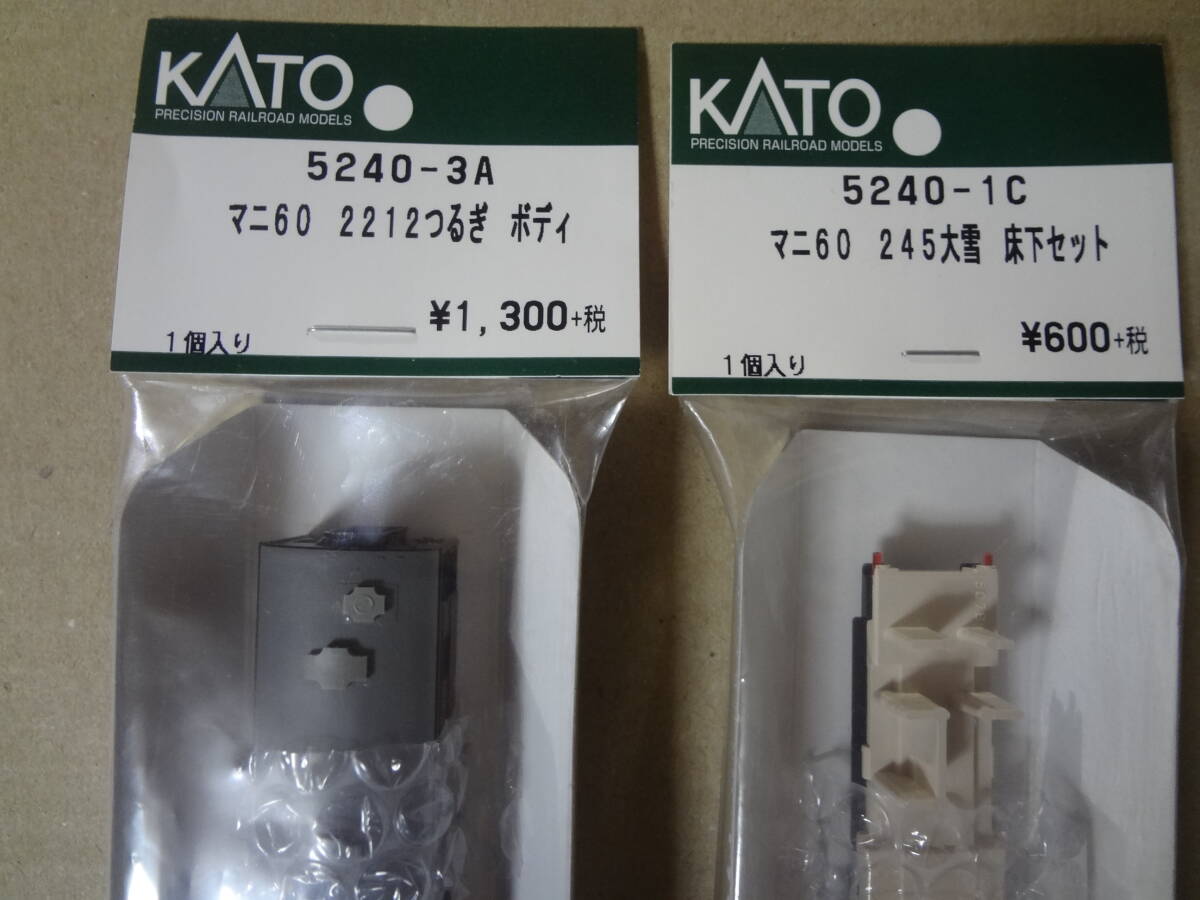 KATO
PRECISION RAILROAD MODELS
5240-3A
マニ60 2212つるぎ ボディ
¥1,300+税
1個入り
KATO
PRECISION RAILROAD MODELS
5240-1C
マニ60 245大雪 床下セット
¥600+税
1個入り